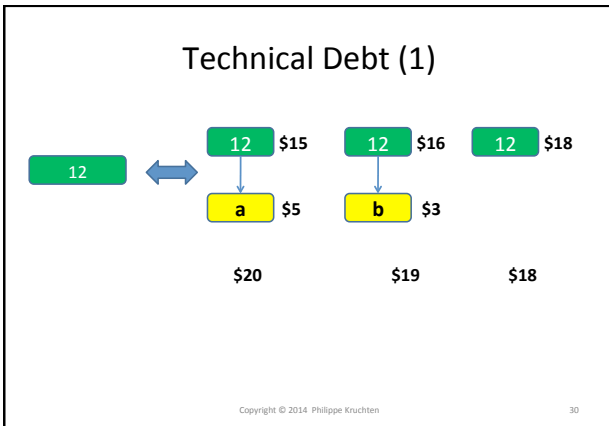 Technical Debt (1)
12 $15 12 $16 12 $18
12
a $5 b $3
$20 $19 $18
Copyright © 2014 Philippe Kruchten 30